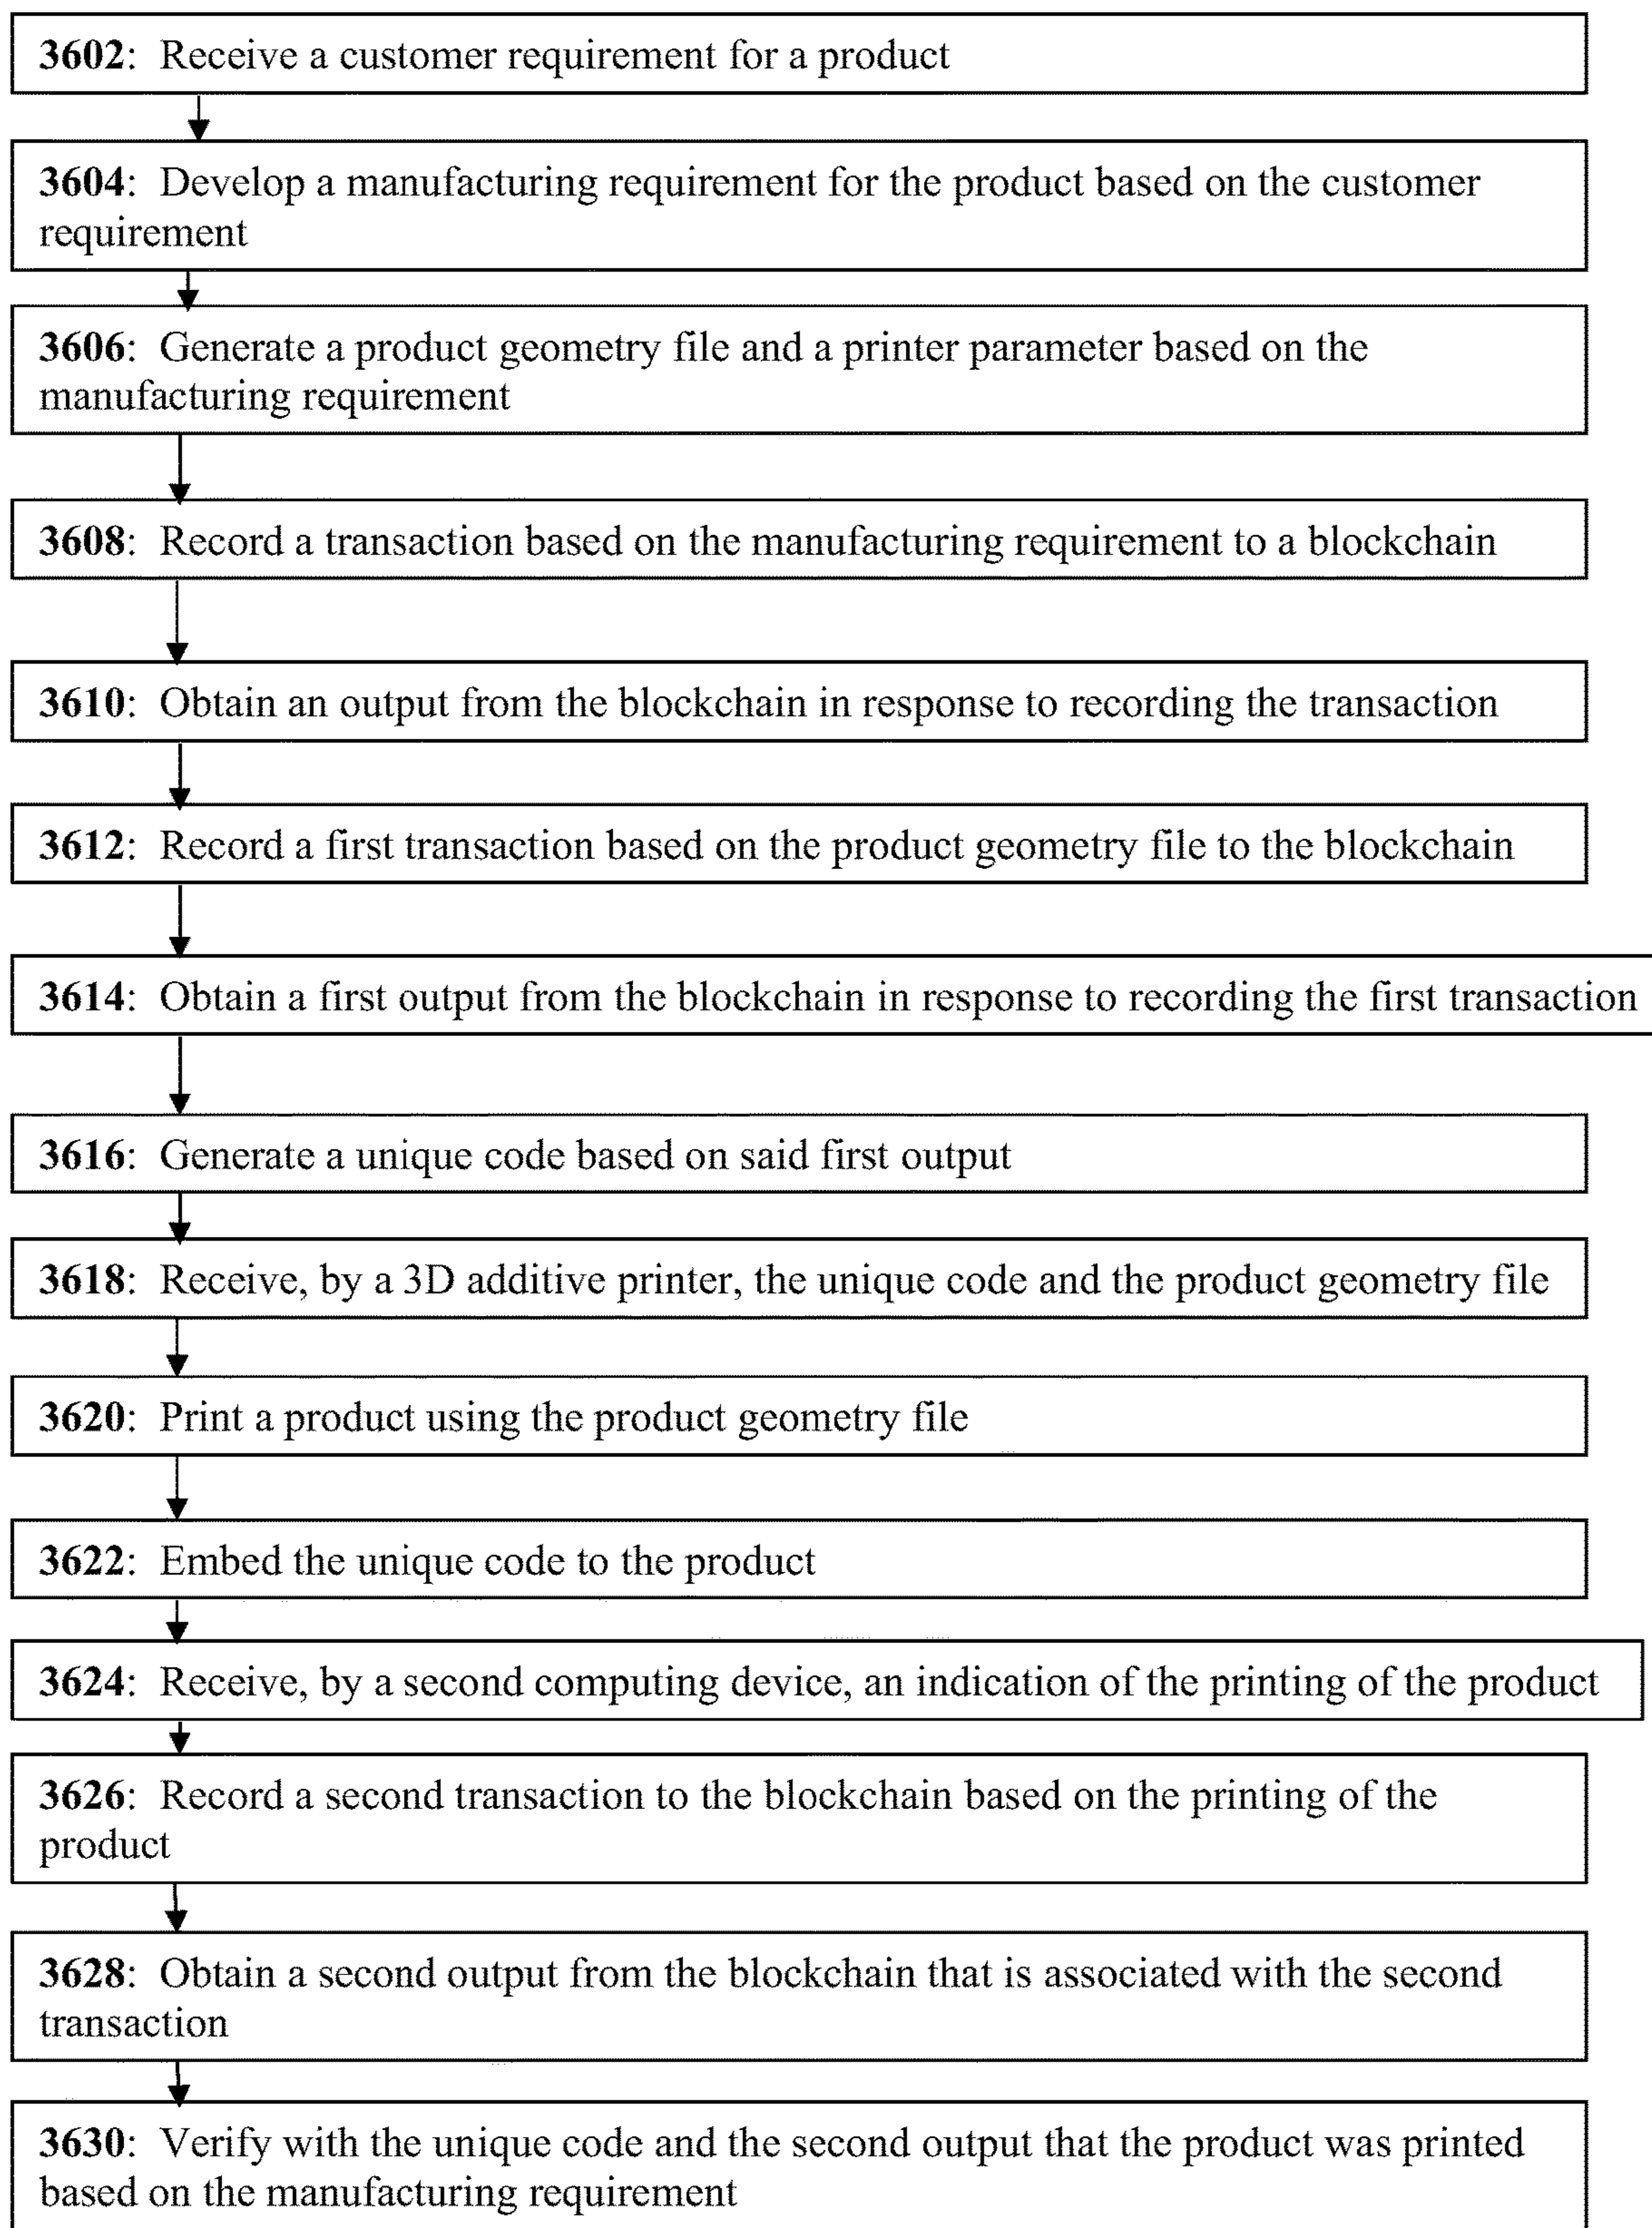 3602: Receive a customer requirement for a product
3604: Develop a manufacturing requirement for the product based on the customer
requirement
3606: Generate a product geometry file and a printer parameter based on the
manufacturing requirement
3608: Record a transaction based on the manufacturing requirement to a blockchain
3610: Obtain an output from the blockchain in response to recording the transaction
3612: Record a first transaction based on the product geometry file to the blockchain
3614: Obtain a first output from the blockchain in response to recording the first transaction
3616: Generate a unique code based on said first output
3618: Receive, by a 3D additive printer, the unique code and the product geometry file
3620: Print a product using the product geometry file
3622: Embed the unique code to the product
3624: Receive, by a second computing device, an indication of the printing of the product
3626: Record a second transaction to the blockchain based on the printing of the
product
3628: Obtain a second output from the blockchain that is associated with the second
transaction
3630: Verify with the unique code and the second output that the product was printed
based on the manufacturing requirement